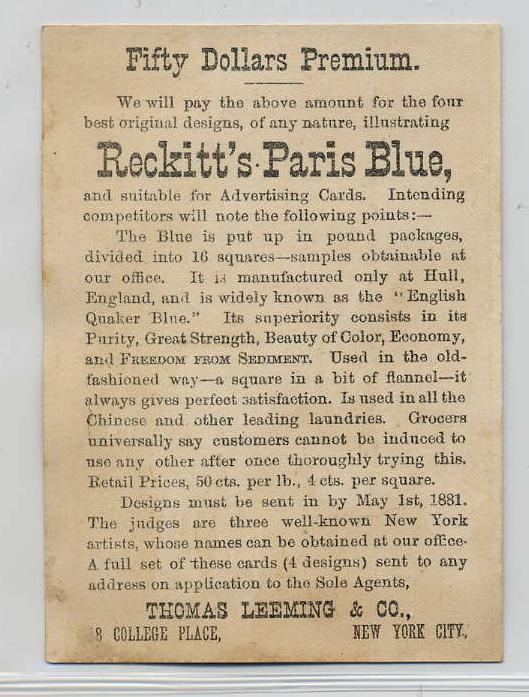 Fifty Dollars Premium.
We will pay the above amount for the four
best original designs, of any nature, illustrating
Reckitt's Paris Blue,
and suitable for Advertising Cards. Intending
competitors will note the following points:—
The Blue is put up in pound packages,
divided into 16 squares—samples obtainable at
our office. It is manufactured only at Hull,
England, and is widely known as the "English
Quaker Blue." Its superiority consists in its
Purity, Great Strength, Beauty of Color, Economy,
and FREEDOM FROM SEDIMENT. Used in the old-
fashioned way—a square in a bit of flannel—it
always gives perfect satisfaction. Is used in all the
Chinese and other leading laundries. Grocers
universally say customers cannot be induced to
use any other after once thoroughly trying this.
Retail Prices, 50 cts. per lb., 4 cts. per square.
Designs must be sent in by May 1st, 1881.
The judges are three well-known New York
artists, whose names can be obtained at our office.
A full set of these cards (4 designs) sent to any
address on application to the Sole Agents,
THOMAS LEEMING & CO.,
COLLEGE PLACE, NEW YORK CITY.